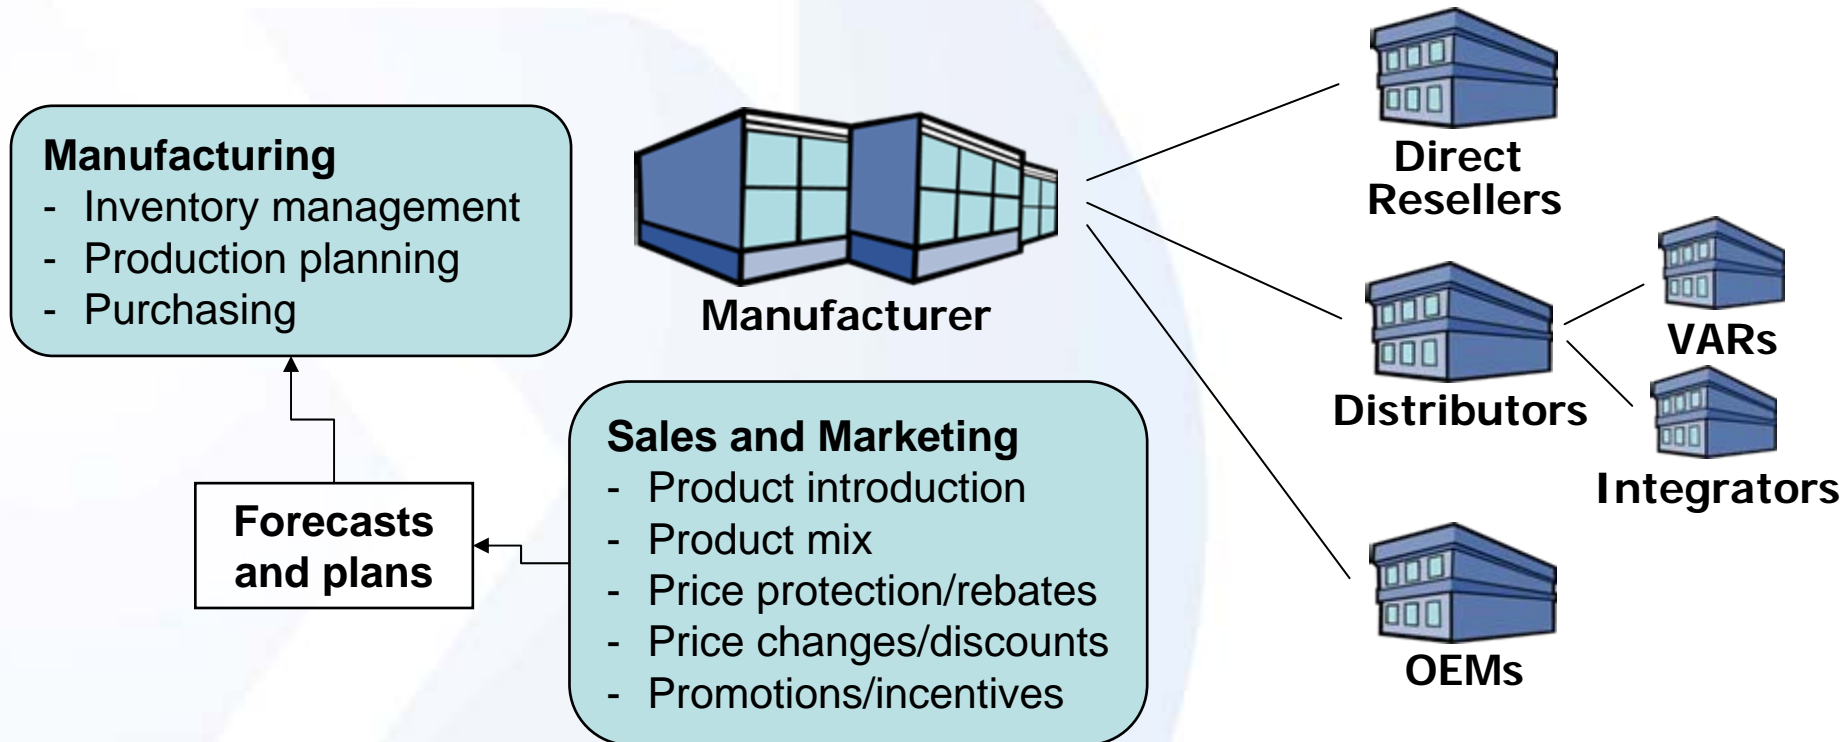 Manufacturing
- Inventory management
- Production planning
- Purchasing
Manufacturer
Direct
Resellers
VARs
Distributors
Integrators
OEMs
Forecasts
and plans
Sales and Marketing
- Product introduction
- Product mix
- Price protection/rebates
- Price changes/discounts
- Promotions/incentives